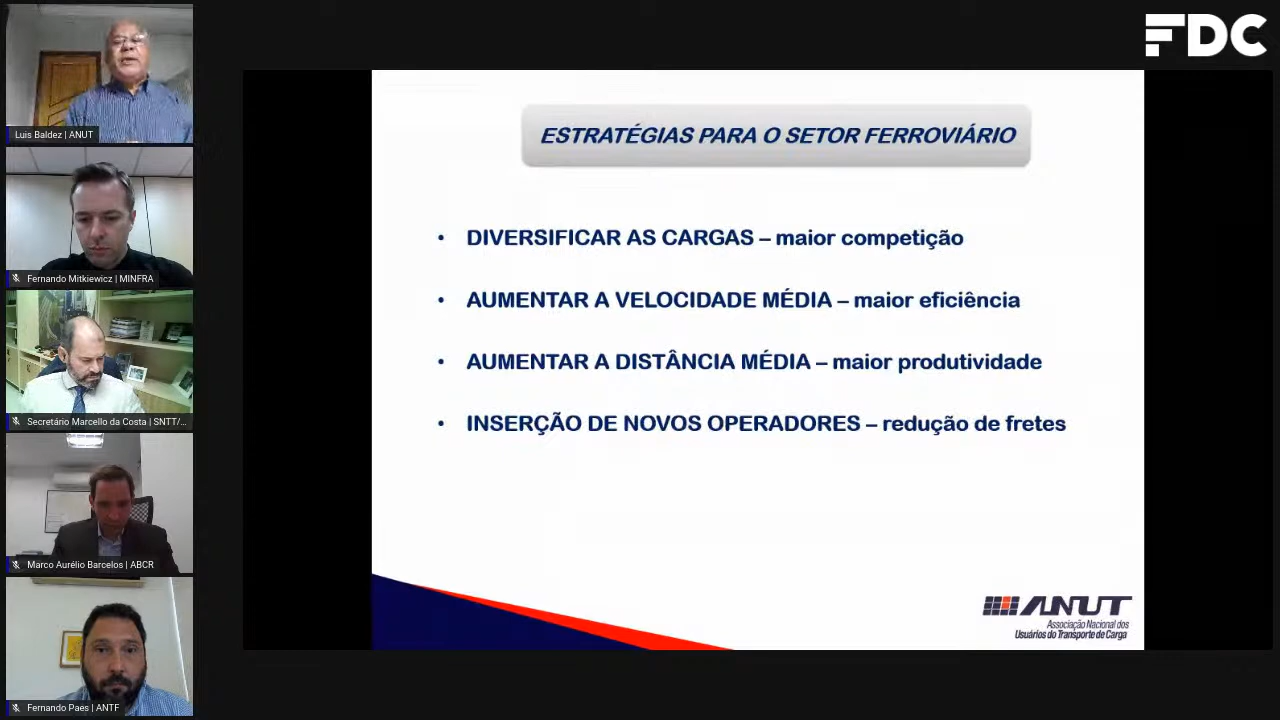 FDC
Luis Baldez | ANUT
Fernando Mitkiewicz | MINFRA
Secretário Marcello da Costa | SNTT/...
Marco Aurélio Barcelos | ABCR
Fernando Paes | ANTF
ESTRATÉGIAS PARA O SETOR FERROVIÁRIO
• DIVERSIFICAR AS CARGAS – maior competição
• AUMENTAR A VELOCIDADE MÉDIA – maior eficiência
• AUMENTAR A DISTÂNCIA MÉDIA – maior produtividade
• INSERÇÃO DE NOVOS OPERADORES – redução de fretes
ANUT
Associação Nacional dos
Usuários do Transporte de Carga